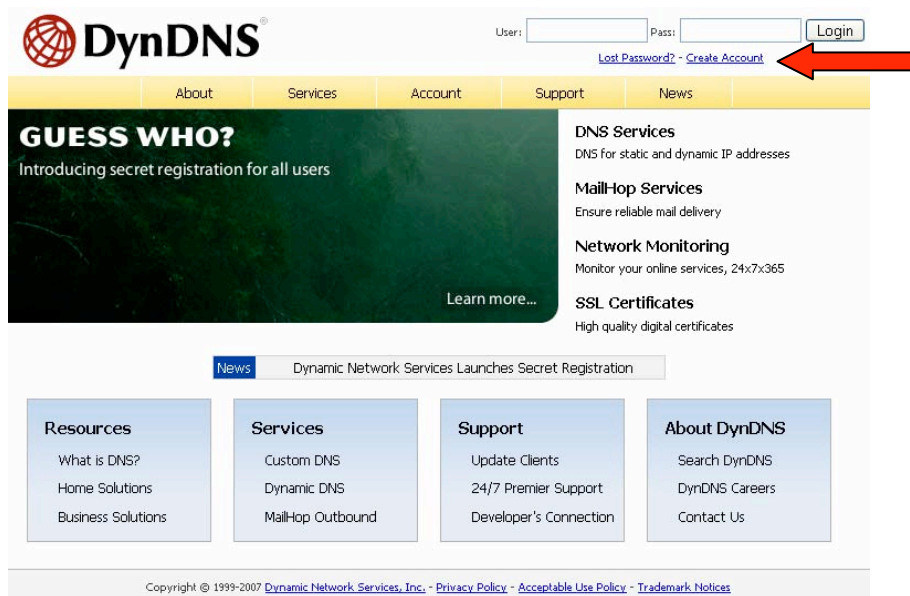 DynDNS
User: Pass: Login
Lost Password? - Create Account
About Services Account Support News
GUESS WHO?
Introducing secret registration for all users
Learn more...
DNS Services
DNS for static and dynamic IP addresses
MailHop Services
Ensure reliable mail delivery
Network Monitoring
Monitor your online services, 24x7x365
SSL Certificates
High quality digital certificates
News Dynamic Network Services Launches Secret Registration
Resources
What is DNS?
Home Solutions
Business Solutions
Services
Custom DNS
Dynamic DNS
MailHop Outbound
Support
Update Clients
24/7 Premier Support
Developer's Connection
About DynDNS
Search DynDNS
DynDNS Careers
Contact Us
Copyright © 1999-2007 Dynamic Network Services, Inc. - Privacy Policy - Acceptable Use Policy - Trademark Notices